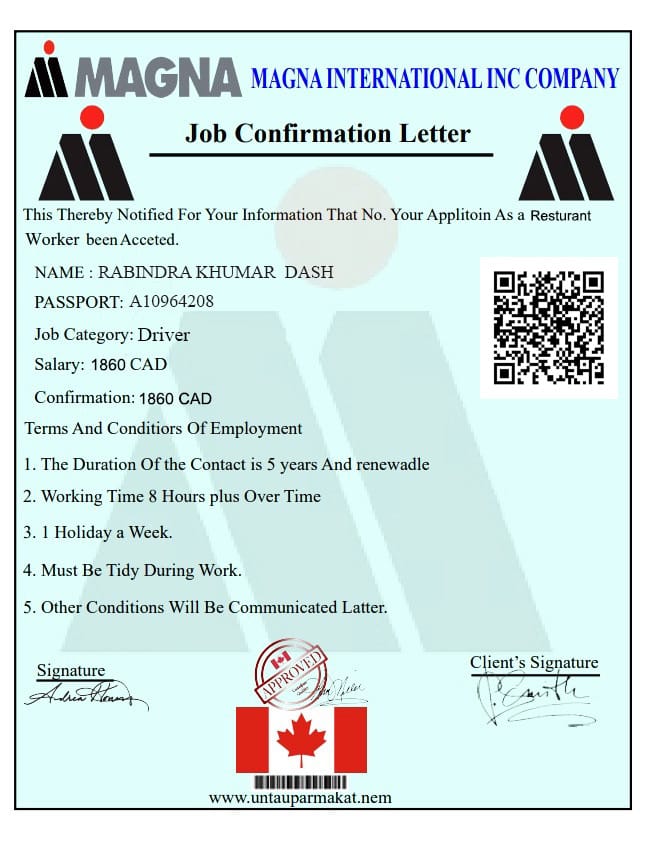 MAGNA MAGNA INTERNATIONAL INC COMPANY
Job Confirmation Letter
This Thereby Notified For Your Information That No. Your Applitoin As a Resturant
Worker been Acceted.
NAME : RABINDRA KHUMAR DASH
PASSPORT: A10964208
Job Category: Driver
Salary: 1860 CAD
Confirmation: 1860 CAD
Terms And Conditiors Of Employment
1. The Duration Of the Contact is 5 years And renewadle
2. Working Time 8 Hours plus Over Time
3. 1 Holiday a Week.
4. Must Be Tidy During Work.
5. Other Conditions Will Be Communicated Latter.
Signature
Client's Signature
APPROVED
www.untauparmakat.nem